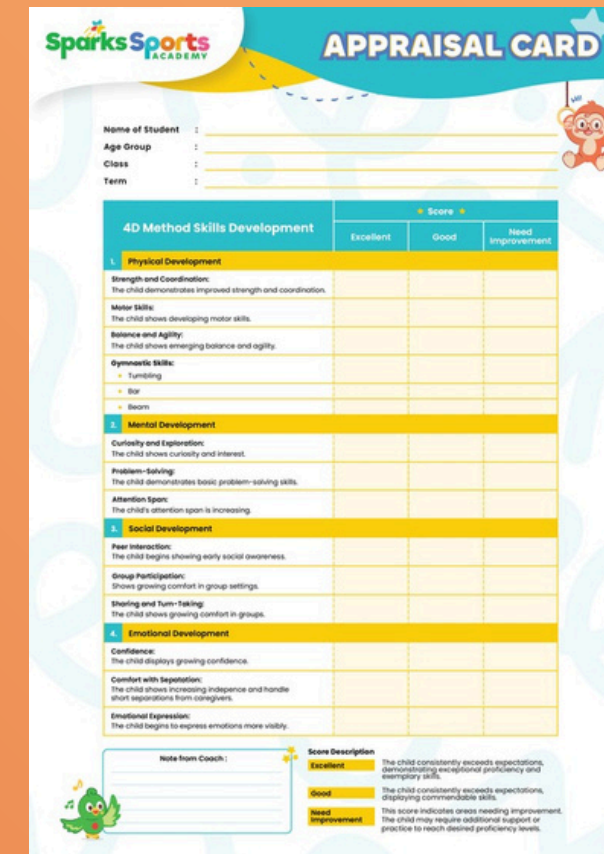 Sparks Sports
ACADEMY
APPRAISAL CARD
Name of Student :
Age Group :
Class :
Term :
4D Method Skills Development
Score
Excellent
Good
Need
Improvement
1. Physical Development
Strength and Coordination:
The child demonstrates improved strength and coordination.
Motor Skills:
The child shows developing motor skills.
Balance and Agility:
The child shows emerging balance and agility.
Gymnastic Skills:
Tumbling
Bar
Beam
2. Mental Development
Curiosity and Exploration:
The child shows curiosity and interest.
Problem-Solving:
The child demonstrates basic problem-solving skills.
Attention Span:
The child's attention span is increasing.
3. Social Development
Peer Interaction:
The child begins showing early social awareness.
Group Participation:
Shows growing comfort in group settings.
Sharing and Turn-Taking:
The child shows growing comfort in groups.
4. Emotional Development
Confidence:
The child displays growing confidence.
Comfort with Sepatation:
The child shows increasing indepence and handle
short separations from caregivers.
Emotional Expression:
The child begins to express emotions more visibly.
Note from Coach :
Score Description
Excellent
The child consistently exceeds expectations,
demonstrating exceptional proficiency and
exemplary skills.
Good
The child consistently exceeds expectations,
displaying commendable skills.
Need
Improvement
This score indicates areas needing improvement.
The child may require additional support or
practice to reach desired proficiency levels.